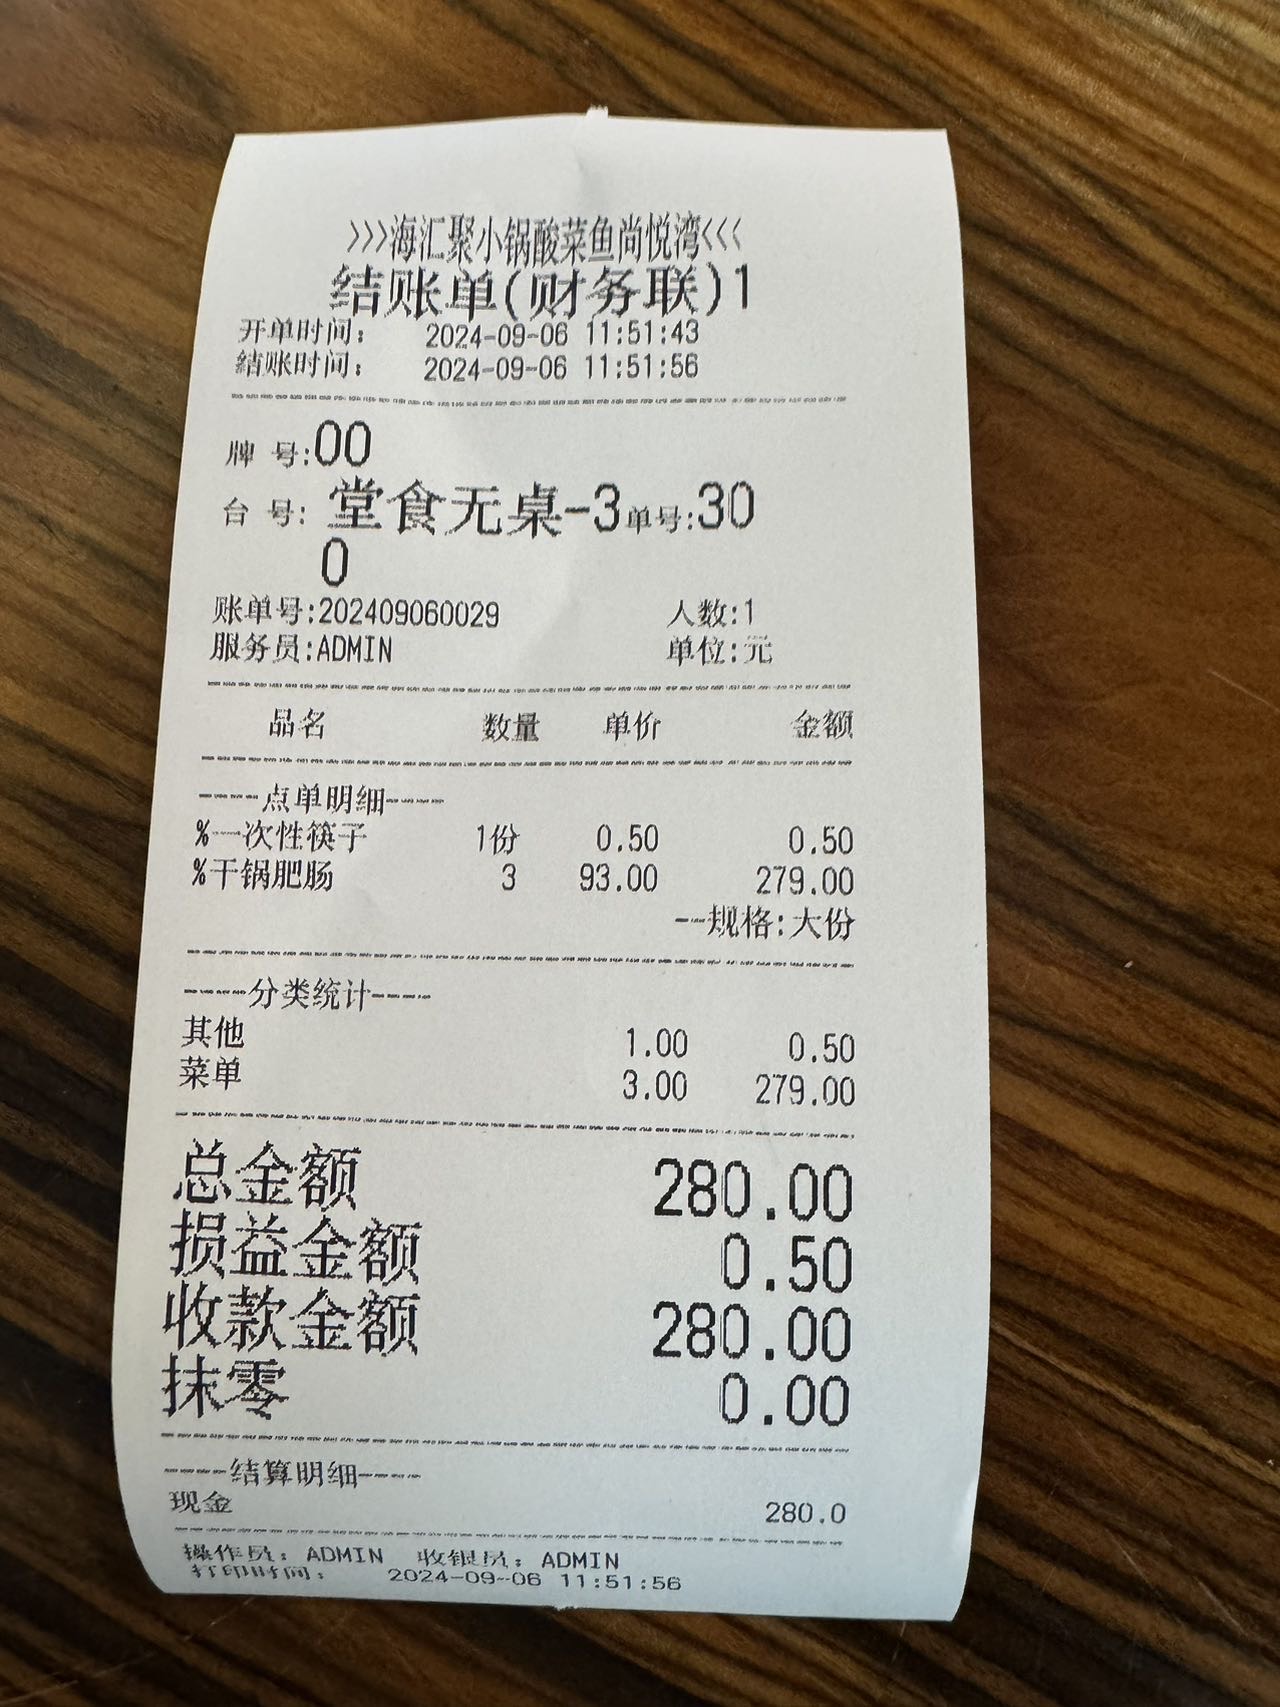 >>>海汇聚小锅酸菜鱼尚悦湾<<<
结账单(财务联)1
开单时间: 2024-09-06 11:51:43
结账时间: 2024-09-06 11:51:56
牌 号:00
台 号: 堂食无桌-3单号:30
0
账单号:202409060029 人数:1
服务员:ADMIN 单位:元
品名 数量 单价 金额
----点单明细----
%一次性筷子 1份 0.50 0.50
%干锅肥肠 3 93.00 279.00
--规格:大份
----分类统计----
其他 1.00 0.50
菜单 3.00 279.00
总金额 280.00
损益金额 0.50
收款金额 280.00
抹零 0.00
----结算明细----
现金 280.0
操作员: ADMIN 收银员: ADMIN
打印时间: 2024-09-06 11:51:56